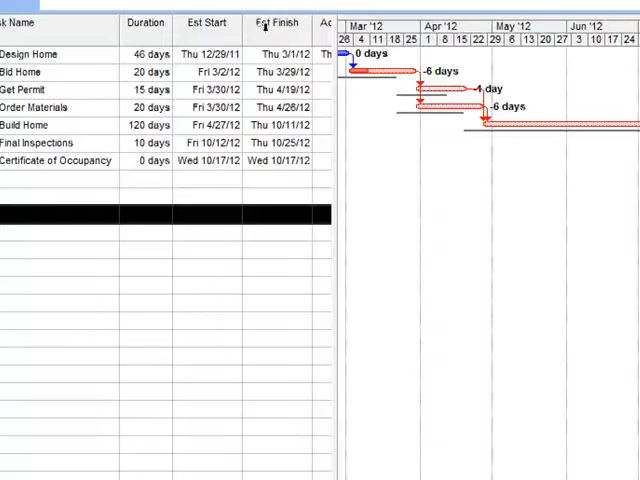 sk Name Duration Est Start Est Finish Ac
Mar '12 Apr '12 May '12 Jun '12
26 4 11 18 25 1 8 15 22 29 6 13 20 27 3 10 17 24
Design Home 46 days Thu 12/29/11 Thu 3/1/12 Th 0 days
Bid Home 20 days Fri 3/2/12 Thu 3/29/12 -6 days
Get Permit 15 days Fri 3/30/12 Thu 4/19/12 -1 day
Order Materials 20 days Fri 3/30/12 Thu 4/26/12 -6 days
Build Home 120 days Fri 4/27/12 Thu 10/11/12
Final Inspections 10 days Fri 10/12/12 Thu 10/25/12
Certificate of Occupancy 0 days Wed 10/17/12 Wed 10/17/12